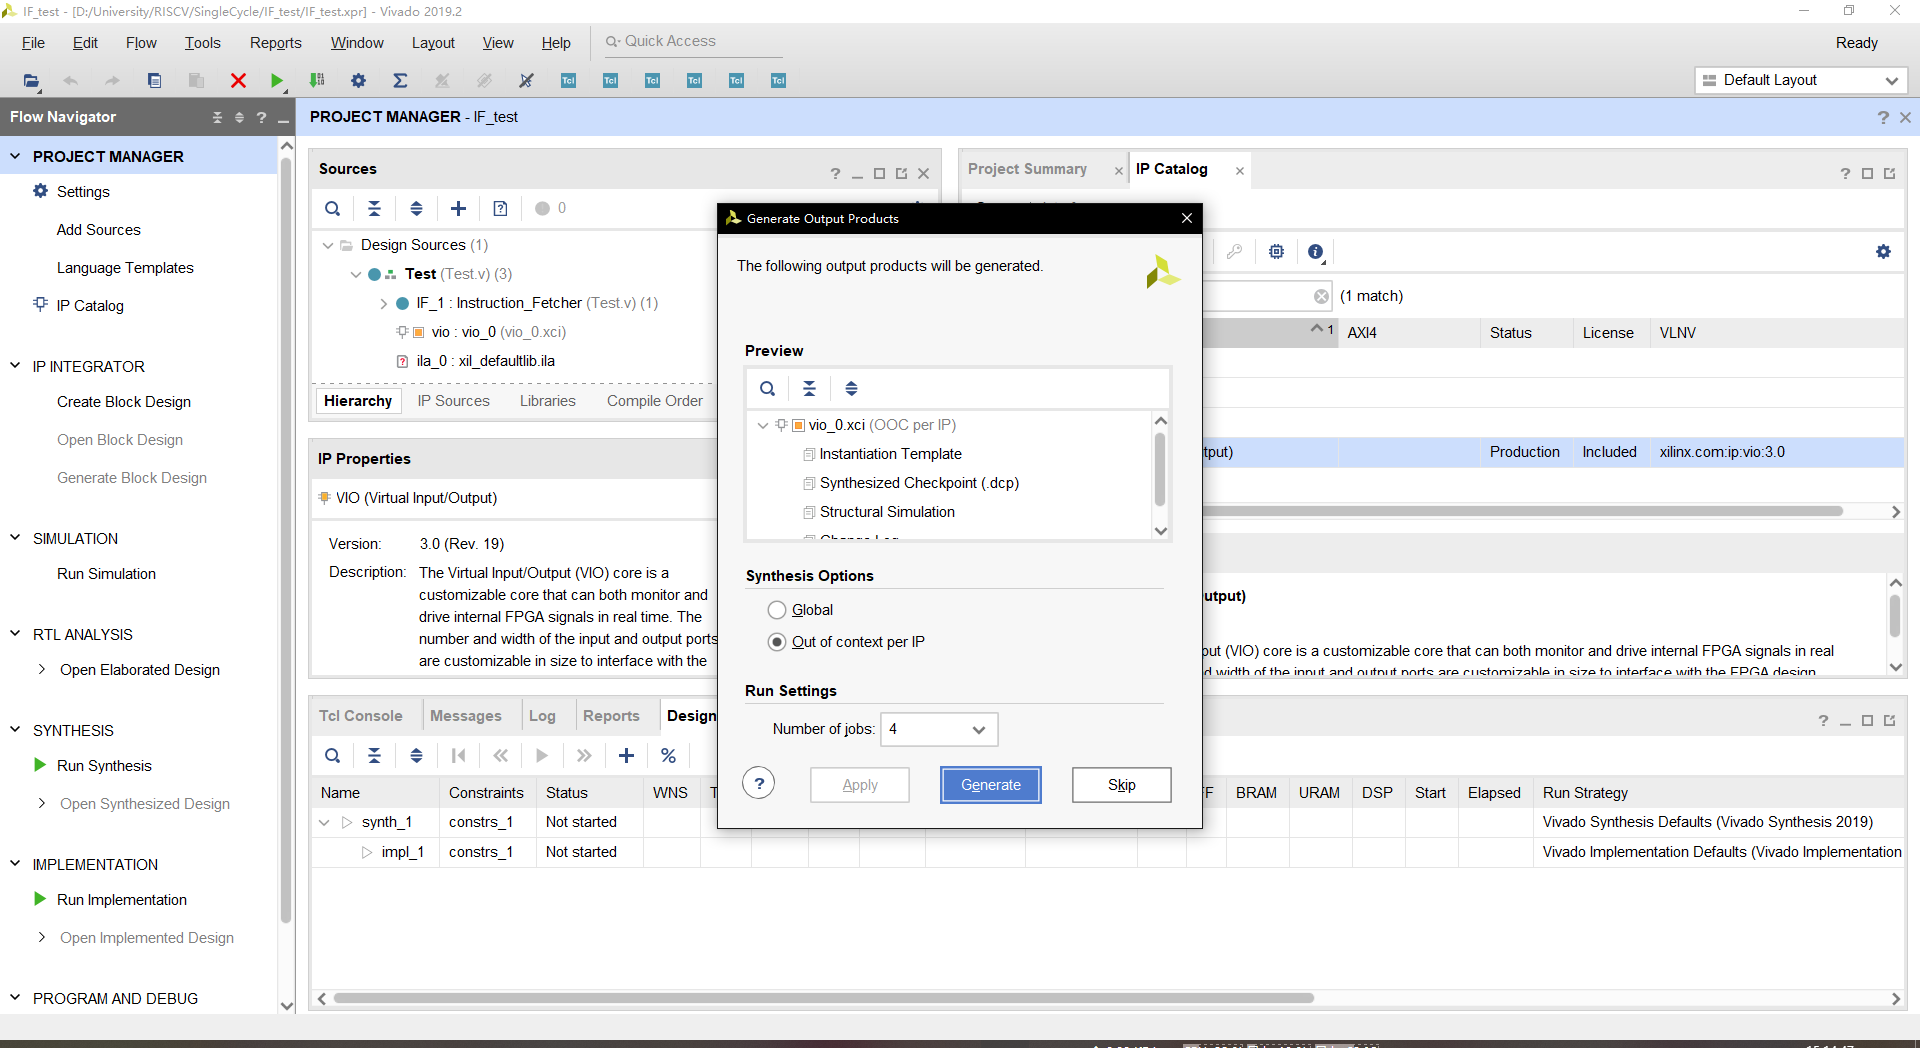 IF_test - [D:/University/RISCV/SingleCycle/IF_test/IF_test.xpr] - Vivado 2019.2
File Edit Flow Tools Reports Window Layout View Help Quick Access Ready
Tcl Tcl Tcl Tcl Tcl Tcl Default Layout
Flow Navigator ?
PROJECT MANAGER - IF_test ?
PROJECT MANAGER
Settings
Add Sources
Language Templates
IP Catalog
IP INTEGRATOR
Create Block Design
Open Block Design
Generate Block Design
SIMULATION
Run Simulation
RTL ANALYSIS
Open Elaborated Design
SYNTHESIS
Run Synthesis
Open Synthesized Design
IMPLEMENTATION
Run Implementation
Open Implemented Design
PROGRAM AND DEBUG
Sources ?
0
Design Sources (1)
Test (Test.v) (3)
IF_1 : Instruction_Fetcher (Test.v) (1)
vio : vio_0 (vio_0.xci)
ila_0 : xil_defaultlib.ila
Hierarchy IP Sources Libraries Compile Order
IP Properties
VIO (Virtual Input/Output)
Version: 3.0 (Rev. 19)
Description: The Virtual Input/Output (VIO) core is a
customizable core that can both monitor and
drive internal FPGA signals in real time. The
number and width of the input and output ports
are customizable in size to interface with the
Project Summary IP Catalog ?
(1 match)
1 AXI4 Status License VLNV
tput) Production Included xilinx.com:ip:vio:3.0
utput)
out (VIO) core is a customizable core that can both monitor and drive internal FPGA signals in real
d width of the input and output ports are customizable in size to interface with the FPGA design
Generate Output Products
The following output products will be generated.
Preview
vio_0.xci (OOC per IP)
Instantiation Template
Synthesized Checkpoint (.dcp)
Structural Simulation
Change Log
Synthesis Options
Global
Out of context per IP
Run Settings
Number of jobs: 4
? Apply Generate Skip
Tcl Console Messages Log Reports Design ?
Name Constraints Status WNS T F BRAM URAM DSP Start Elapsed Run Strategy
synth_1 constrs_1 Not started Vivado Synthesis Defaults (Vivado Synthesis 2019)
impl_1 constrs_1 Not started Vivado Implementation Defaults (Vivado Implementation